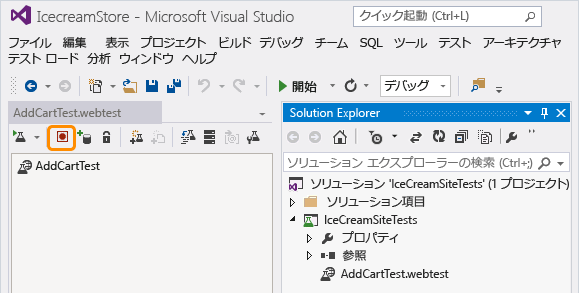 IcecreamStore - Microsoft Visual Studio
クイック起動 (Ctrl+L)
ファイル 編集 表示 プロジェクト ビルド デバッグ チーム SQL ツール テスト アーキテクチャ
テスト ロード 分析 ウィンドウ ヘルプ
開始 デバッグ
AddCartTest.webtest
AddCartTest
Solution Explorer
ソリューション エクスプローラーの検索 (Ctrl+;)
ソリューション 'IceCreamSiteTests' (1 プロジェクト)
ソリューション項目
IceCreamSiteTests
プロパティ
参照
AddCartTest.webtest